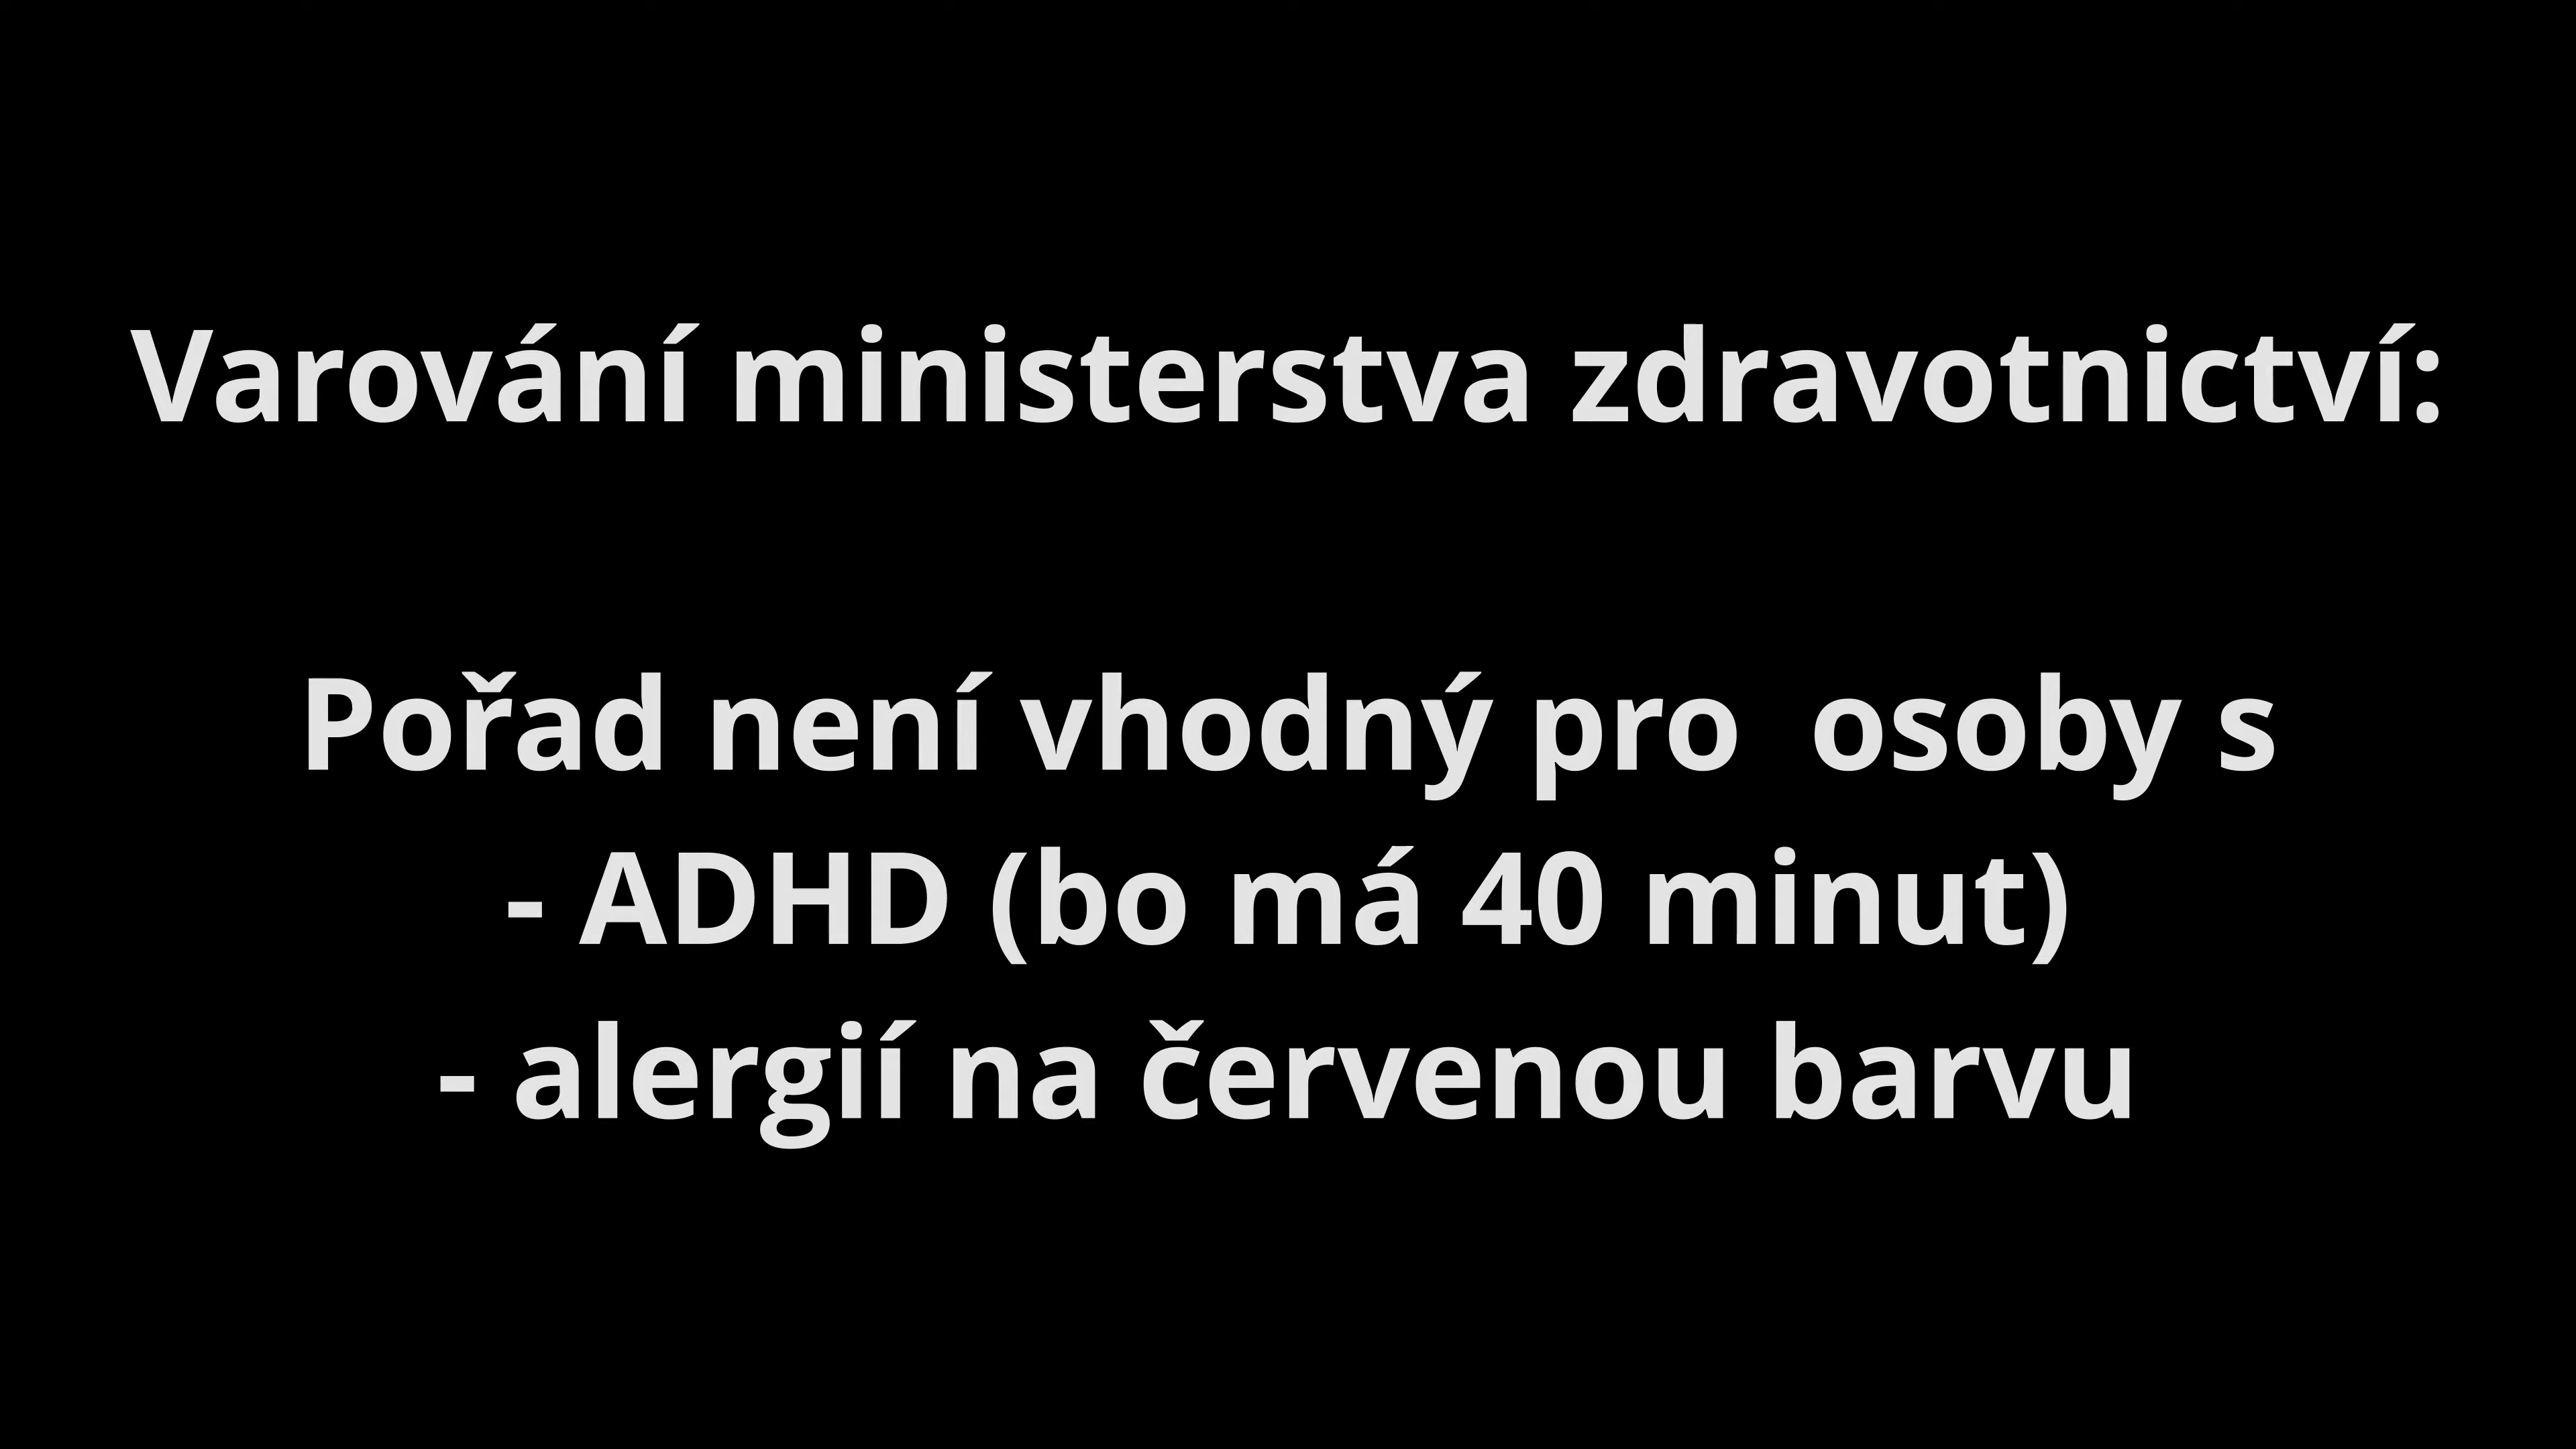 Varování ministerstva zdravotnictví:
Pořad není vhodný pro  osoby s
- ADHD (bo má 40 minut)
- alergií na červenou barvu